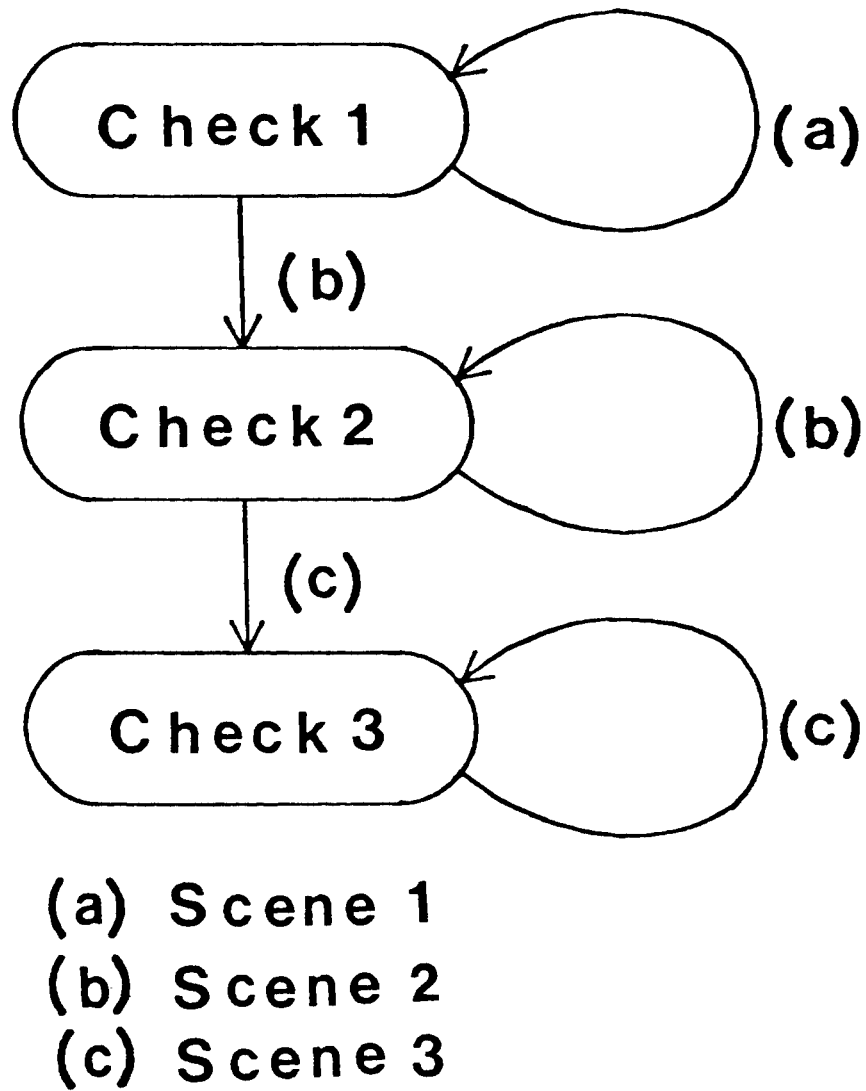 Check 1
(a)
(b)
Check 2
(b)
(c)
Check 3
(c)
(a) Scene 1
(b) Scene 2
(c) Scene 3